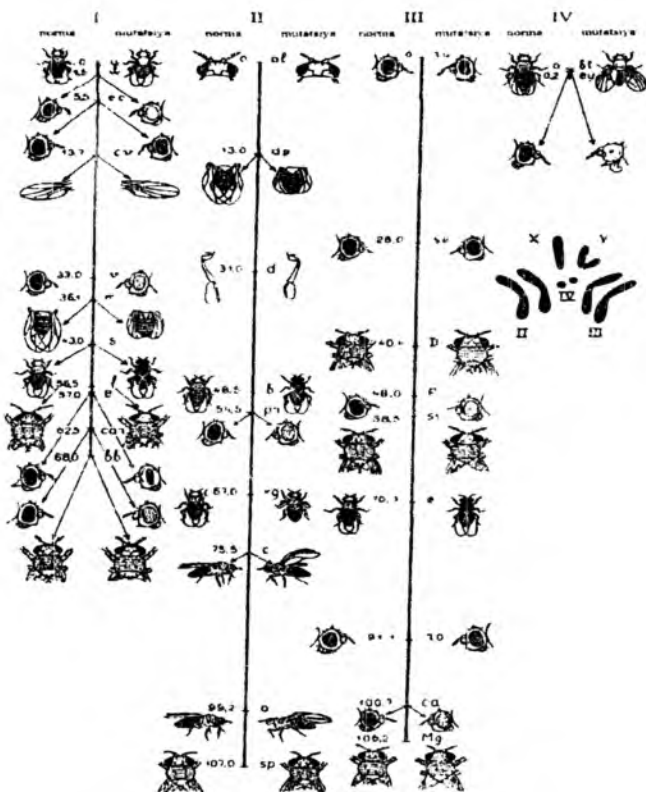 I II III IV
norma mutatsiya norma mutatsiya norma mutatsiya norma mutatsiya
0
5,5 ec
13,7 cv
33,0 v
36,1
43,0 s
56,5
57,0
62,5 car
68,0 bb
0 al
13,0 dp
31,0 d
48,5 b
54,5 pr
67,0 vg
75,5 c
99,2 a
107,0 sp
0
26,0 se
40,4 D
48,0
58,5
70,7 e
91,1 ro
100,7 ca
106,2 Mg
0 bt
0,2 ey
X Y
IV
II III